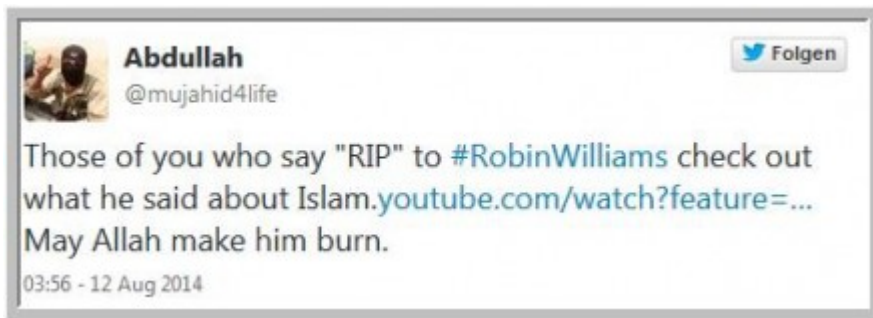 Abdullah
Folgen
@mujahid4life
Those of you who say "RIP" to #RobinWilliams check out
what he said about Islam.youtube.com/watch?feature=...
May Allah make him burn.
03:56 - 12 Aug 2014